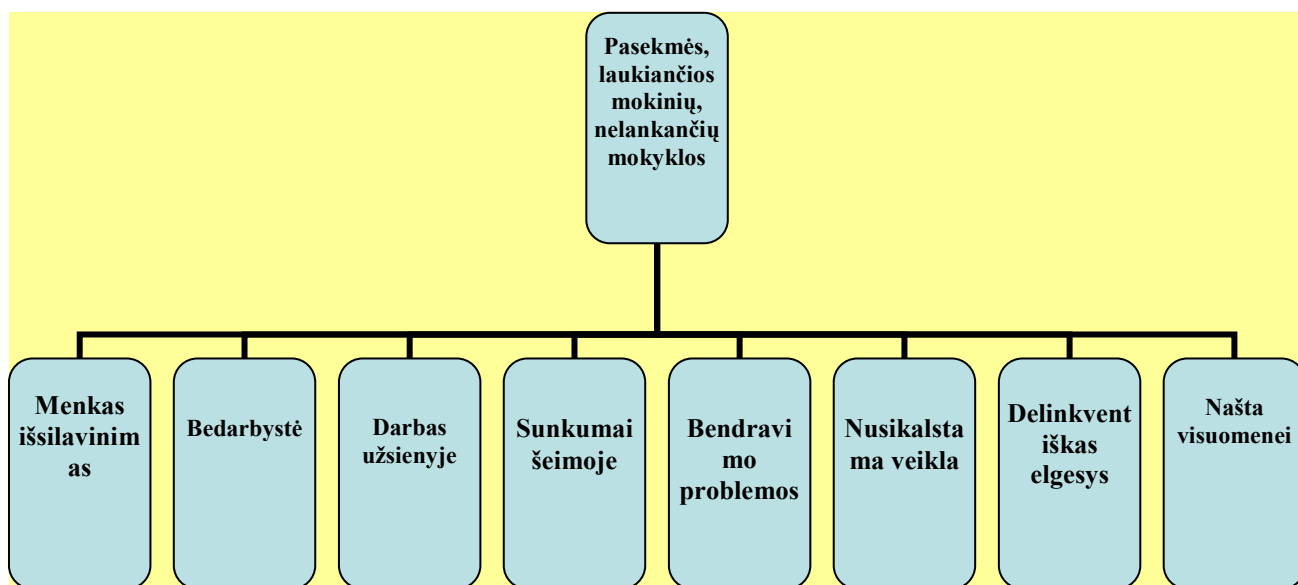 Pasekmės,
laukiančios
mokinių,
nelankančių
mokyklos
Menkas
išsilavinim
as
Bedarbystė
Darbas
užsienyje
Sunkumai
šeimoje
Bendravi
mo
problemos
Nusikalsta
ma veikla
Delinkvent
iškas
elgesys
Našta
visuomenei